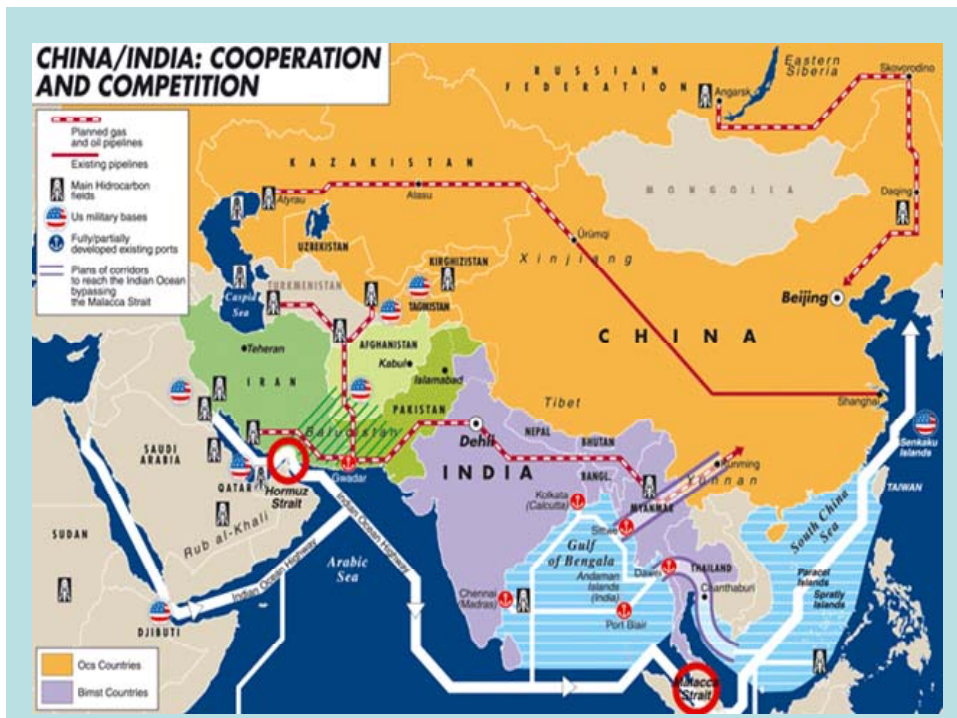 CHINA/INDIA: COOPERATION
AND COMPETITION
Planned gas
and oil pipelines
Existing pipelines
Main Hidrocarbon
fields
Us military bases
Fully/partially
developed existing ports
Plans of corridors
to reach the Indian Ocean
bypassing
the Malacca Strait
RUSSIAN
FEDERATION
Eastern
Siberia
Skovorodino
Angarsk
KAZAKISTAN
MONGOLIA
Daqing
Atyrau
Atasu
Ürümqi
Xinjiang
UZBEKISTAN
KIRGHIZISTAN
TURKMENISTAN
TAGIKISTAN
Caspia
Sea
Beijing
CHINA
Teheran
AFGHANISTAN
Kabul
Islamabad
IRAN
PAKISTAN
Tibet
Shanghai
Baluchistan
Dehli
NEPAL
BHUTAN
Senkaku
Islands
SAUDI
ARABIA
INDIA
BANGL.
Kunming
Yunnan
TAIWAN
QATAR
Gwadar
Hormuz
Strait
Kolkata
(Calcutta)
MYANMAR
Sittwe
SUDAN
Rub al-Khali
Indian Ocean Highway
Indian Ocean Highway
Arabic
Sea
Gulf
of Bengala
South China
Sea
THAILAND
Dawei
Andaman
Islands
(India)
Chanthaburi
Paracel
Islands
Spratly
Islands
Chennai
(Madras)
Port Blair
DJIBUTI
Malacca
Strait
Ocs Countries
Bimst Countries